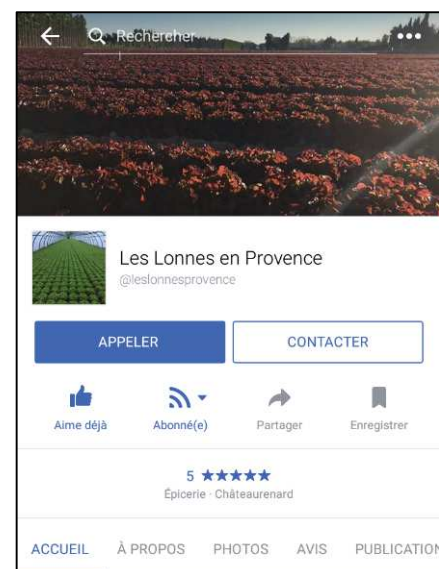 Rechercher
Les Lonnes en Provence
@leslonnesprovence
APPELER CONTACTER
Aime déjà Abonné(e) Partager Enregistrer
5 ★★★★★
Épicerie · Châteaurenard
ACCUEIL À PROPOS PHOTOS AVIS PUBLICATION